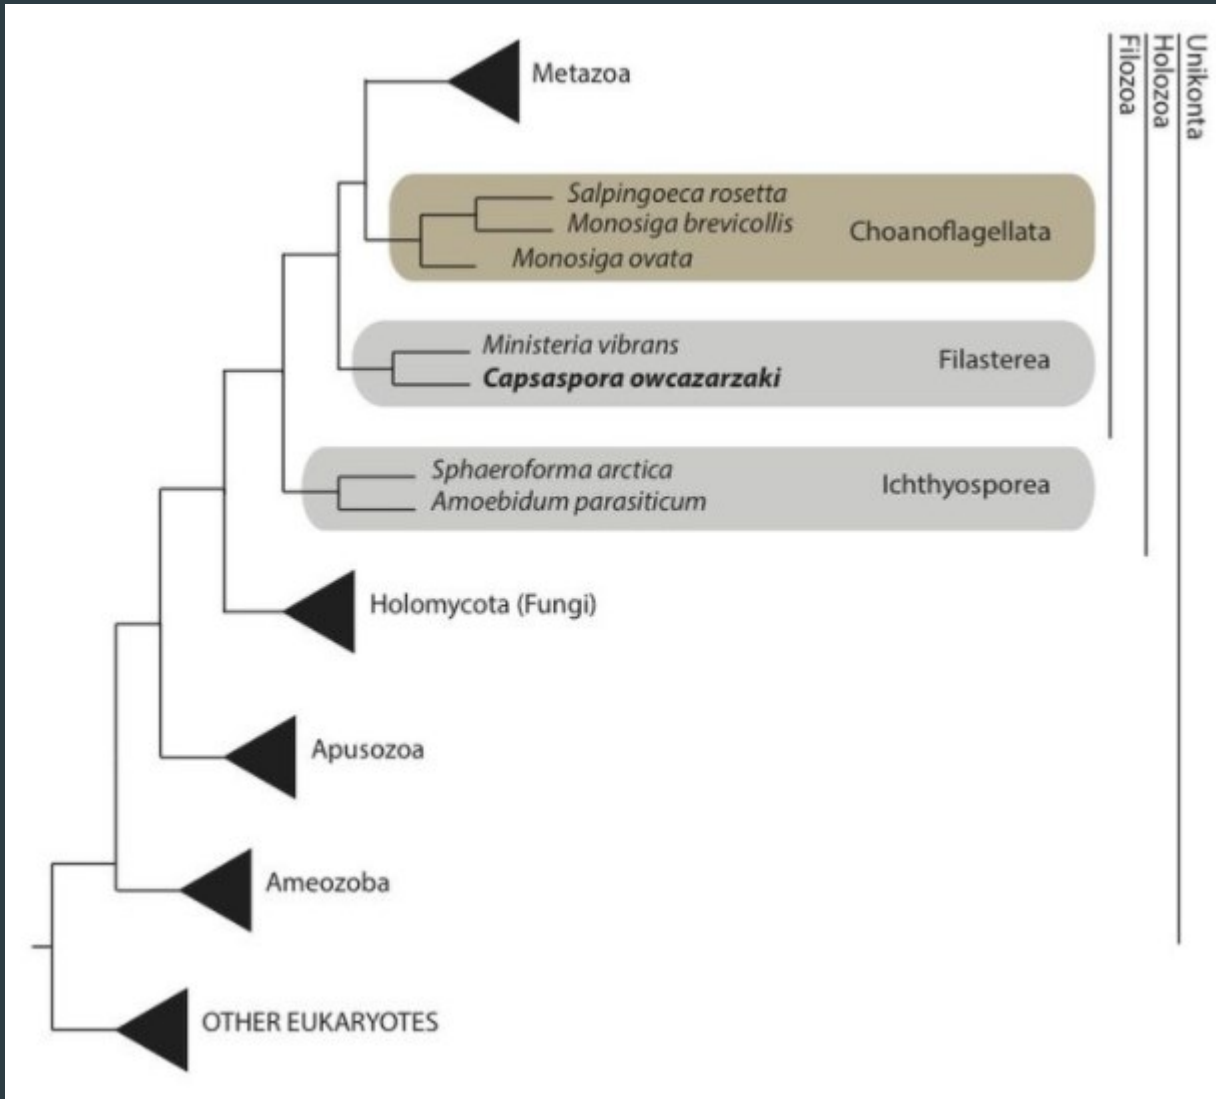 Metazoa
Salpingoeca rosetta
Monosiga brevicollis
Monosiga ovata
Choanoflagellata
Ministeria vibrans
Capsaspora owcazarzaki
Filasterea
Sphaeroforma arctica
Amoebidum parasiticum
Ichthyosporea
Holomycota (Fungi)
Apusozoa
Ameozoba
OTHER EUKARYOTES
Filozoa
Holozoa
Unikonta